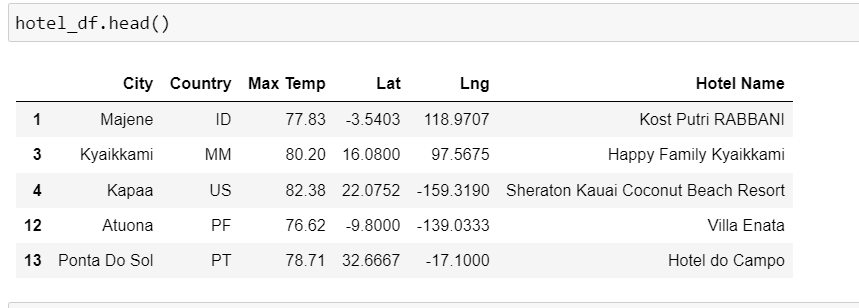 hotel_df.head()
City Country Max Temp Lat Lng Hotel Name
1 Majene ID 77.83 -3.5403 118.9707 Kost Putri RABBANI
3 Kyaikkami MM 80.20 16.0800 97.5675 Happy Family Kyaikkami
4 Kapaa US 82.38 22.0752 -159.3190 Sheraton Kauai Coconut Beach Resort
12 Atuona PF 76.62 -9.8000 -139.0333 Villa Enata
13 Ponta Do Sol PT 78.71 32.6667 -17.1000 Hotel do Campo